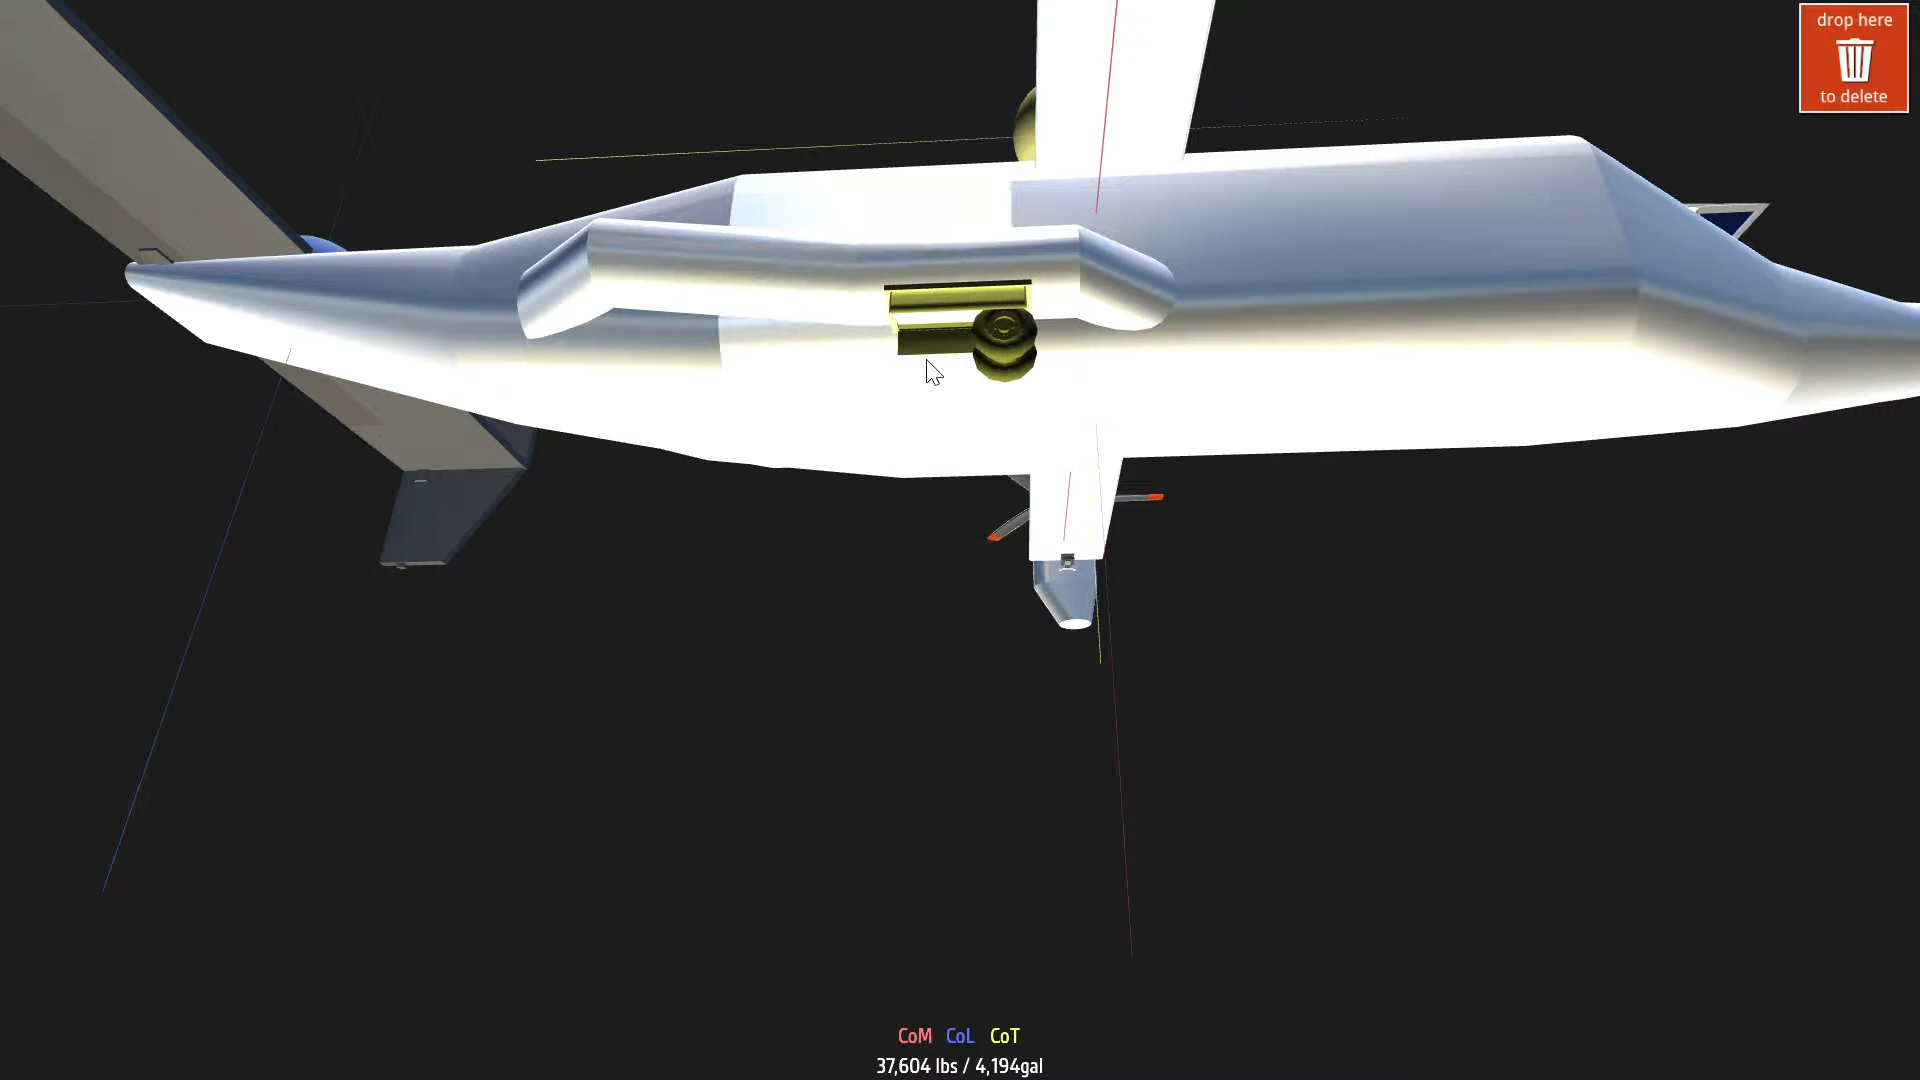 drop here
to delete
CoM CoL CoT
37,604 lbs / 4,194gal